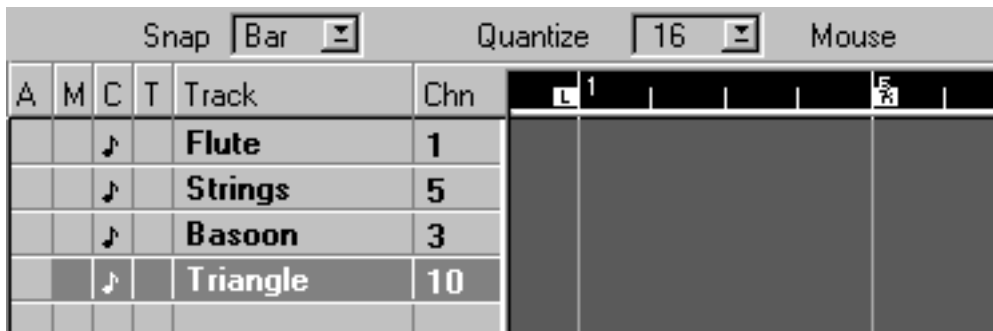 Snap Bar Quantize 16 Mouse
A M C T Track Chn L 1 5
Flute 1
Strings 5
Basoon 3
Triangle 10